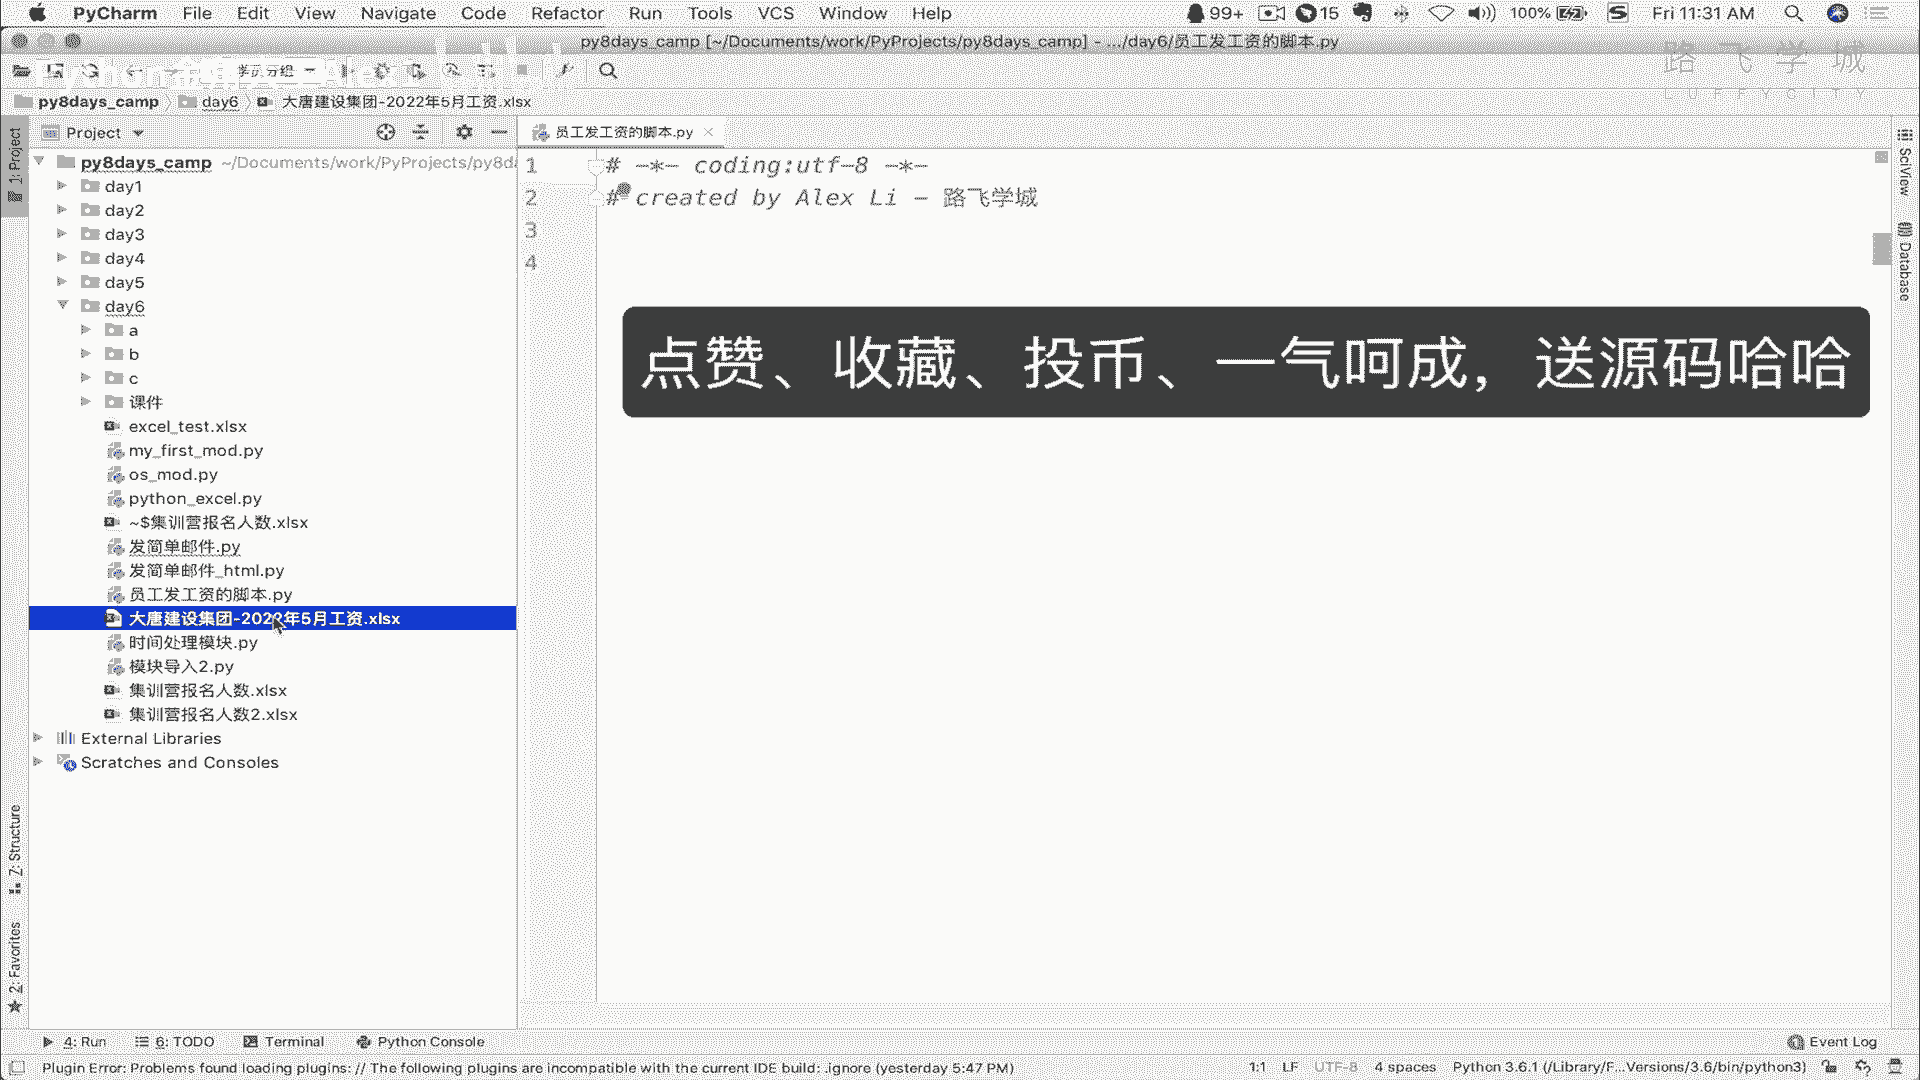 PyCharm File Edit View Navigate Code Refactor Run Tools VCS Window Help 99+ 15 100% Fri 11:31 AM
py8days_camp [~/Documents/work/PyProjects/py8days_camp] - .../day6/员工发工资的脚本.py
路飞学城
LUFFYCITY
py8days_camp day6 大唐建设集团-2022年5月工资.xlsx
Project
员工发工资的脚本.py
1: Project
py8days_camp ~/Documents/work/PyProjects/py8d
day1
day2
day3
day4
day5
day6
a
b
c
课件
excel_test.xlsx
my_first_mod.py
os_mod.py
python_excel.py
~$集训营报名人数.xlsx
发简单邮件.py
发简单邮件_html.py
员工发工资的脚本.py
大唐建设集团-2022年5月工资.xlsx
时间处理模块.py
模块导入2.py
集训营报名人数.xlsx
集训营报名人数2.xlsx
External Libraries
Scratches and Consoles
1 # -*- coding:utf-8 -*-
2 # created by Alex Li - 路飞学城
3
4
点赞、收藏、投币、一气呵成，送源码哈哈
SciView
Database
7: Structure
2: Favorites
4: Run 6: TODO Terminal Python Console Event Log
Plugin Error: Problems found loading plugins: // The following plugins are incompatible with the current IDE build: .ignore (yesterday 5:47 PM) 1:1 LF UTF-8 4 spaces Python 3.6.1 (/Library/F...Versions/3.6/bin/python3)